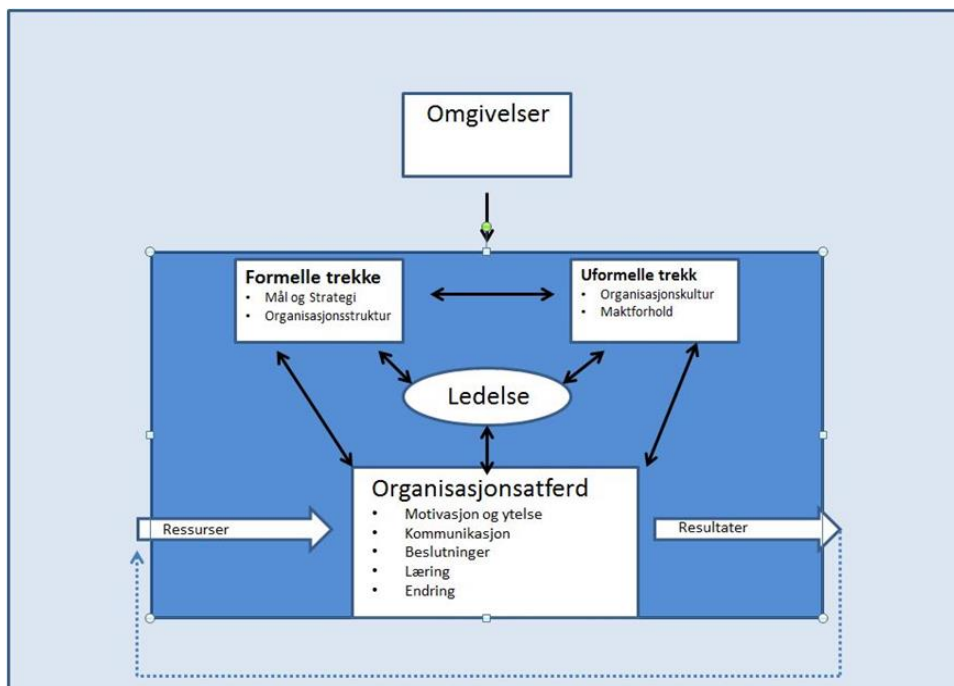 Omgivelser
Formelle trekke
• Mål og Strategi
• Organisasjonsstruktur
Uformelle trekk
• Organisasjonskultur
• Maktforhold
Ledelse
Organisasjonsatferd
• Motivasjon og ytelse
• Kommunikasjon
• Beslutninger
• Læring
• Endring
Ressurser
Resultater